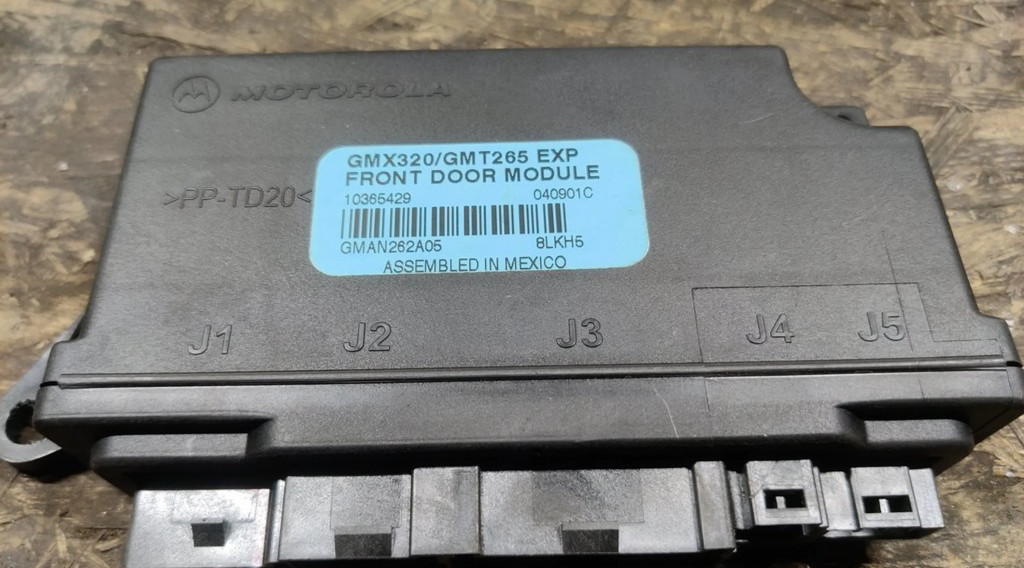 MOTOROLA
>PP-TD20<
GMX320/GMT265 EXP
FRONT DOOR MODULE
10365429 040901C
GMAN262A05 8LKH5
ASSEMBLED IN MEXICO
J1 J2 J3 J4 J5